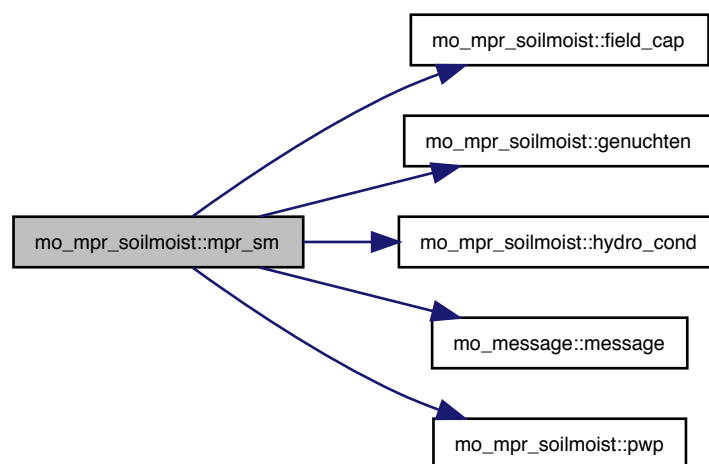 mo_mpr_soilmoist::field_cap
mo_mpr_soilmoist::genuchten
mo_mpr_soilmoist::mpr_sm
mo_mpr_soilmoist::hydro_cond
mo_message::message
mo_mpr_soilmoist::pwp